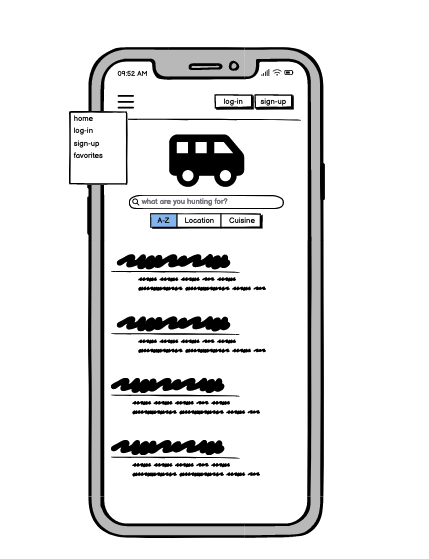 09:52 AM
log-in sign-up
home
log-in
sign-up
favorites
what are you hunting for?
A-Z Location Cuisine